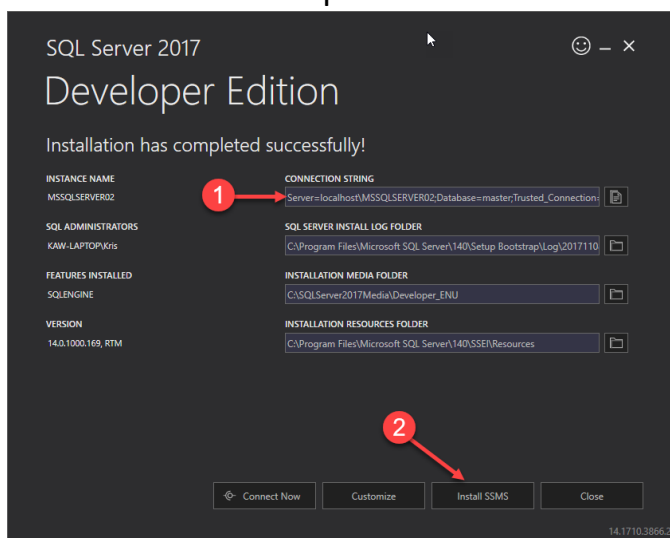 SQL Server 2017
Developer Edition
Installation has completed successfully!
INSTANCE NAME
MSSQLSERVER02
CONNECTION STRING
1
Server=localhost\MSSQLSERVER02;Database=master;Trusted_Connection=
SQL ADMINISTRATORS
KAW-LAPTOP\Kris
SQL SERVER INSTALL LOG FOLDER
C:\Program Files\Microsoft SQL Server\140\Setup Bootstrap\Log\2017110
FEATURES INSTALLED
SQLENGINE
INSTALLATION MEDIA FOLDER
C:\SQLServer2017Media\Developer_ENU
VERSION
14.0.1000.169, RTM
INSTALLATION RESOURCES FOLDER
C:\Program Files\Microsoft SQL Server\140\SSEI\Resources
2
Connect Now
Customize
Install SSMS
Close
14.1710.3866.2